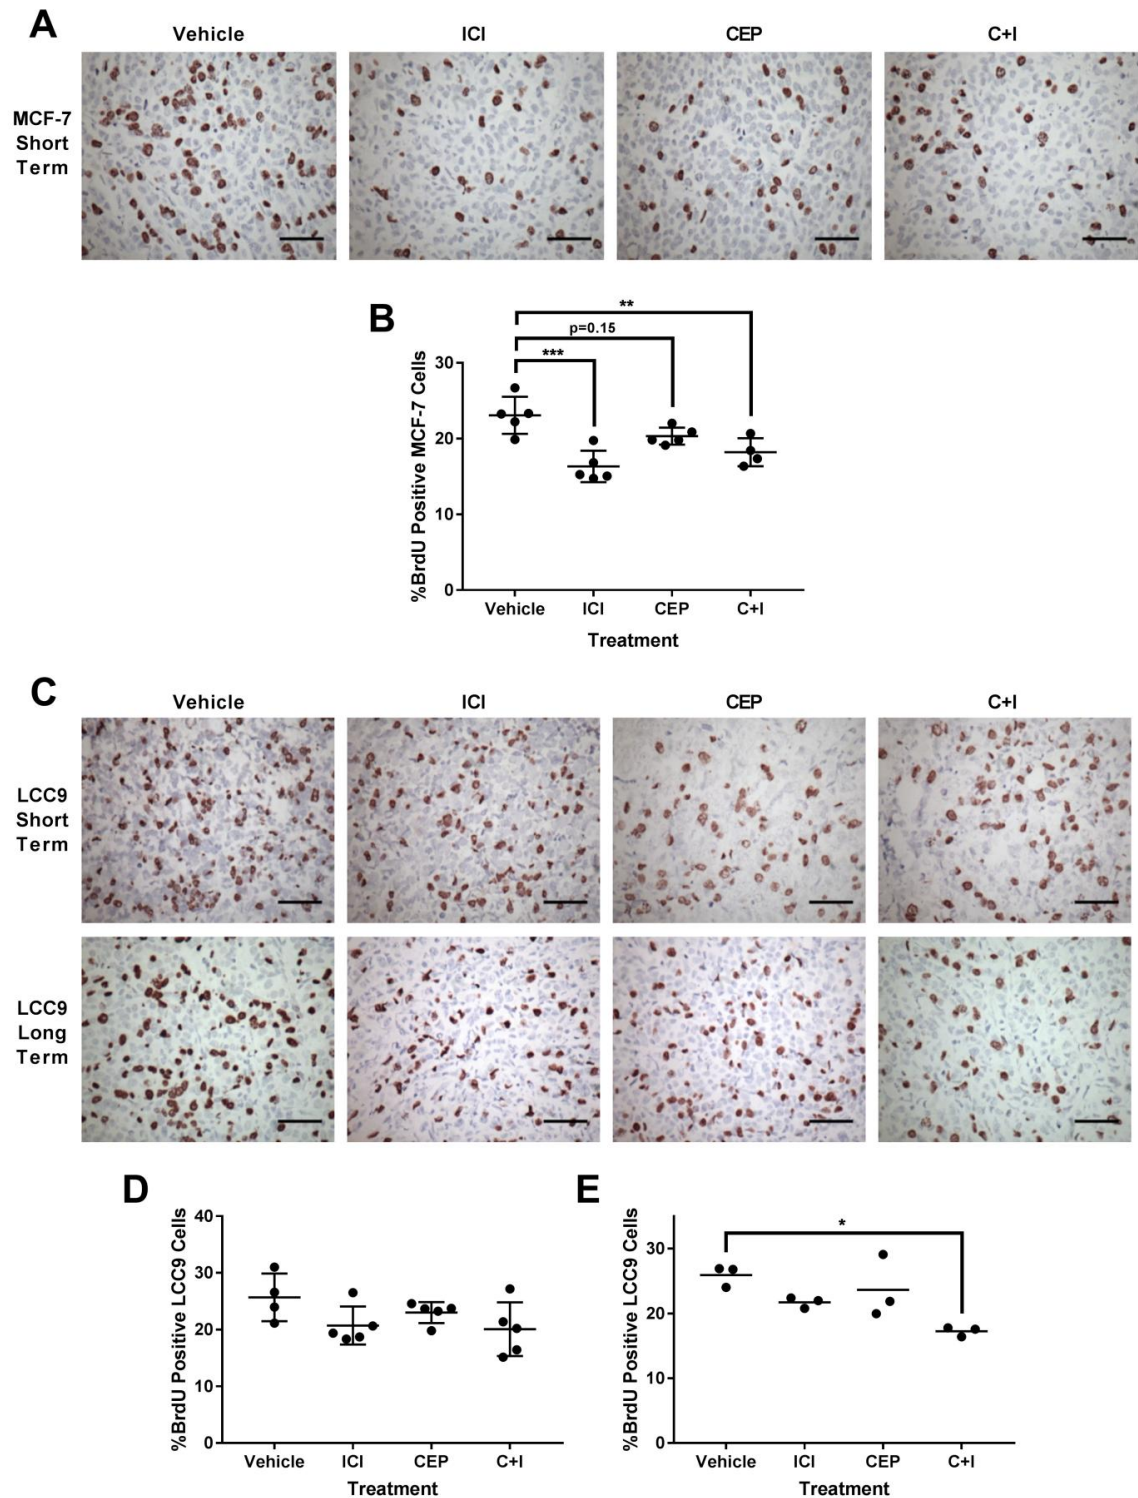 A
Vehicle ICI CEP C+I
MCF-7
Short
Term
B
**
p=0.15
***
%BrdU Positive MCF-7 Cells
30
20
10
0
Vehicle ICI CEP C+I
Treatment
C
Vehicle ICI CEP C+I
LCC9
Short
Term
LCC9
Long
Term
D
%BrdU Positive LCC9 Cells
40
30
20
10
0
Vehicle ICI CEP C+I
Treatment
E
*
%BrdU Positive LCC9 Cells
30
20
10
0
Vehicle ICI CEP C+I
Treatment